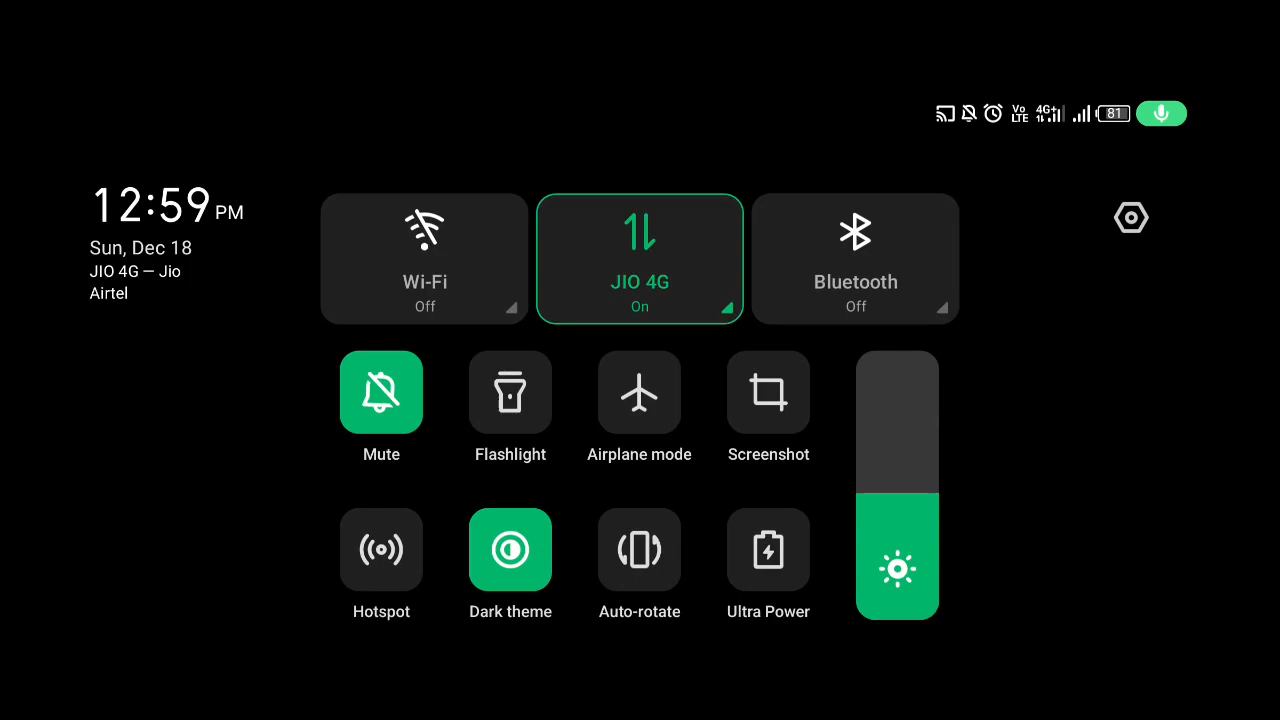 Vo
LTE
4G+
81
12:59 PM
Sun, Dec 18
JIO 4G — Jio
Airtel
Wi-Fi
Off
JIO 4G
On
Bluetooth
Off
Mute
Flashlight
Airplane mode
Screenshot
Hotspot
Dark theme
Auto-rotate
Ultra Power